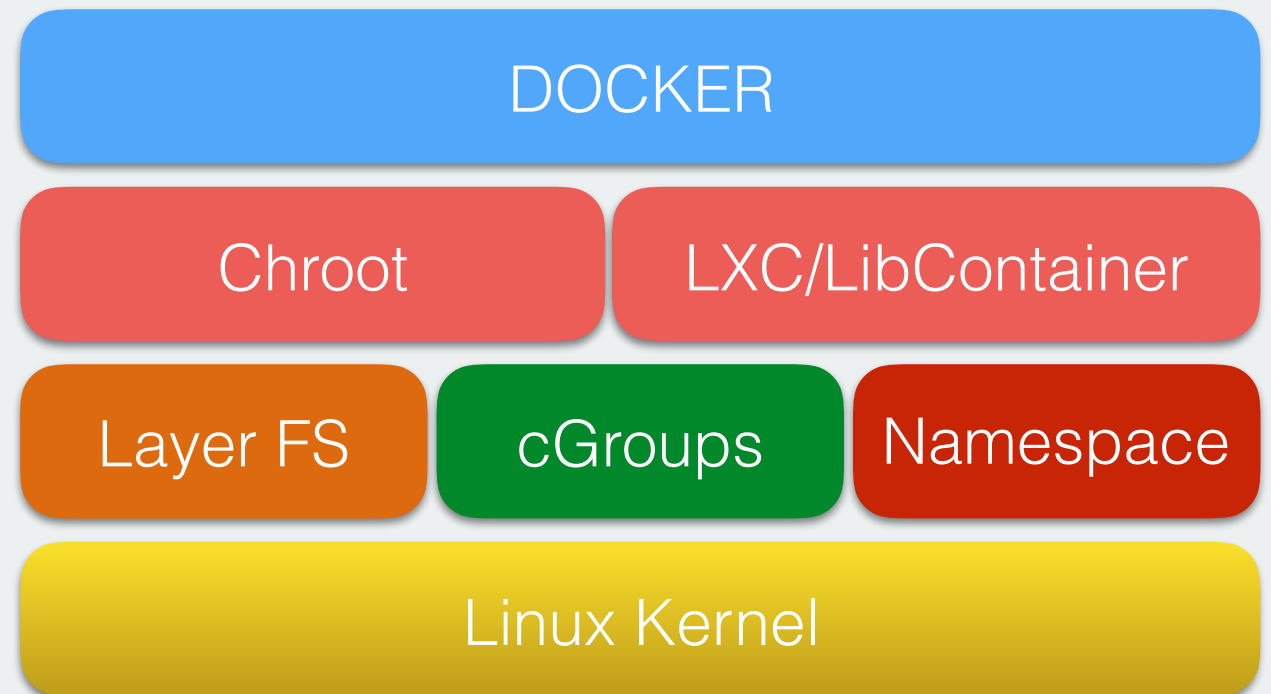 DOCKER
Chroot
LXC/LibContainer
Layer FS
cGroups
Namespace
Linux Kernel